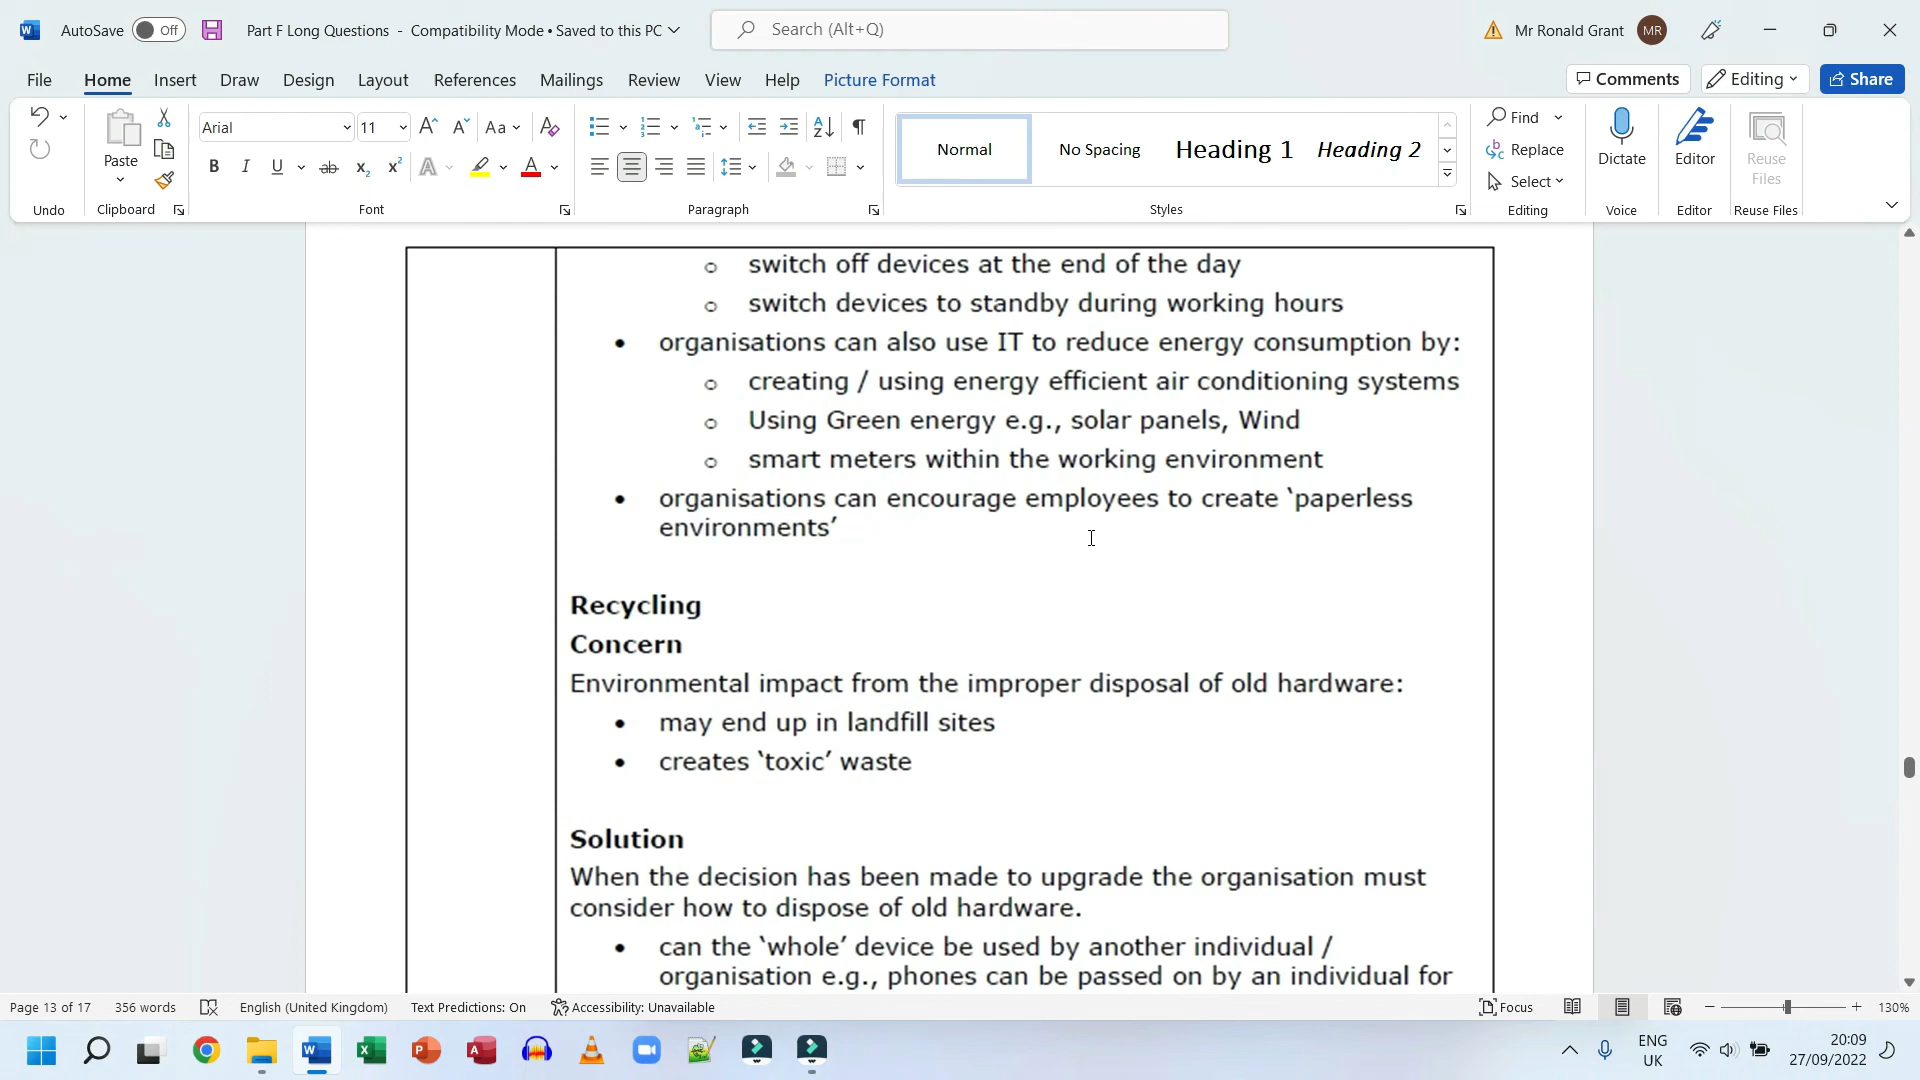 AutoSave Off Part F Long Questions - Compatibility Mode • Saved to this PC Search (Alt+Q) Mr Ronald Grant MR
File Home Insert Draw Design Layout References Mailings Review View Help Picture Format Comments Editing Share
Arial 11 Aa
Paste
B I U ab x₂ x² A A
Normal No Spacing Heading 1 Heading 2
Find
Replace
Select
Dictate
Editor
Reuse
Files
Undo Clipboard Font Paragraph Styles Editing Voice Editor Reuse Files
o switch off devices at the end of the day
o switch devices to standby during working hours
• organisations can also use IT to reduce energy consumption by:
o creating / using energy efficient air conditioning systems
o Using Green energy e.g., solar panels, Wind
o smart meters within the working environment
• organisations can encourage employees to create ‘paperless
environments’
Recycling
Concern
Environmental impact from the improper disposal of old hardware:
• may end up in landfill sites
• creates ‘toxic’ waste
Solution
When the decision has been made to upgrade the organisation must
consider how to dispose of old hardware.
• can the ‘whole’ device be used by another individual /
organisation e.g., phones can be passed on by an individual for
Page 13 of 17 356 words English (United Kingdom) Text Predictions: On Accessibility: Unavailable Focus 130%
ENG
UK
20:09
27/09/2022